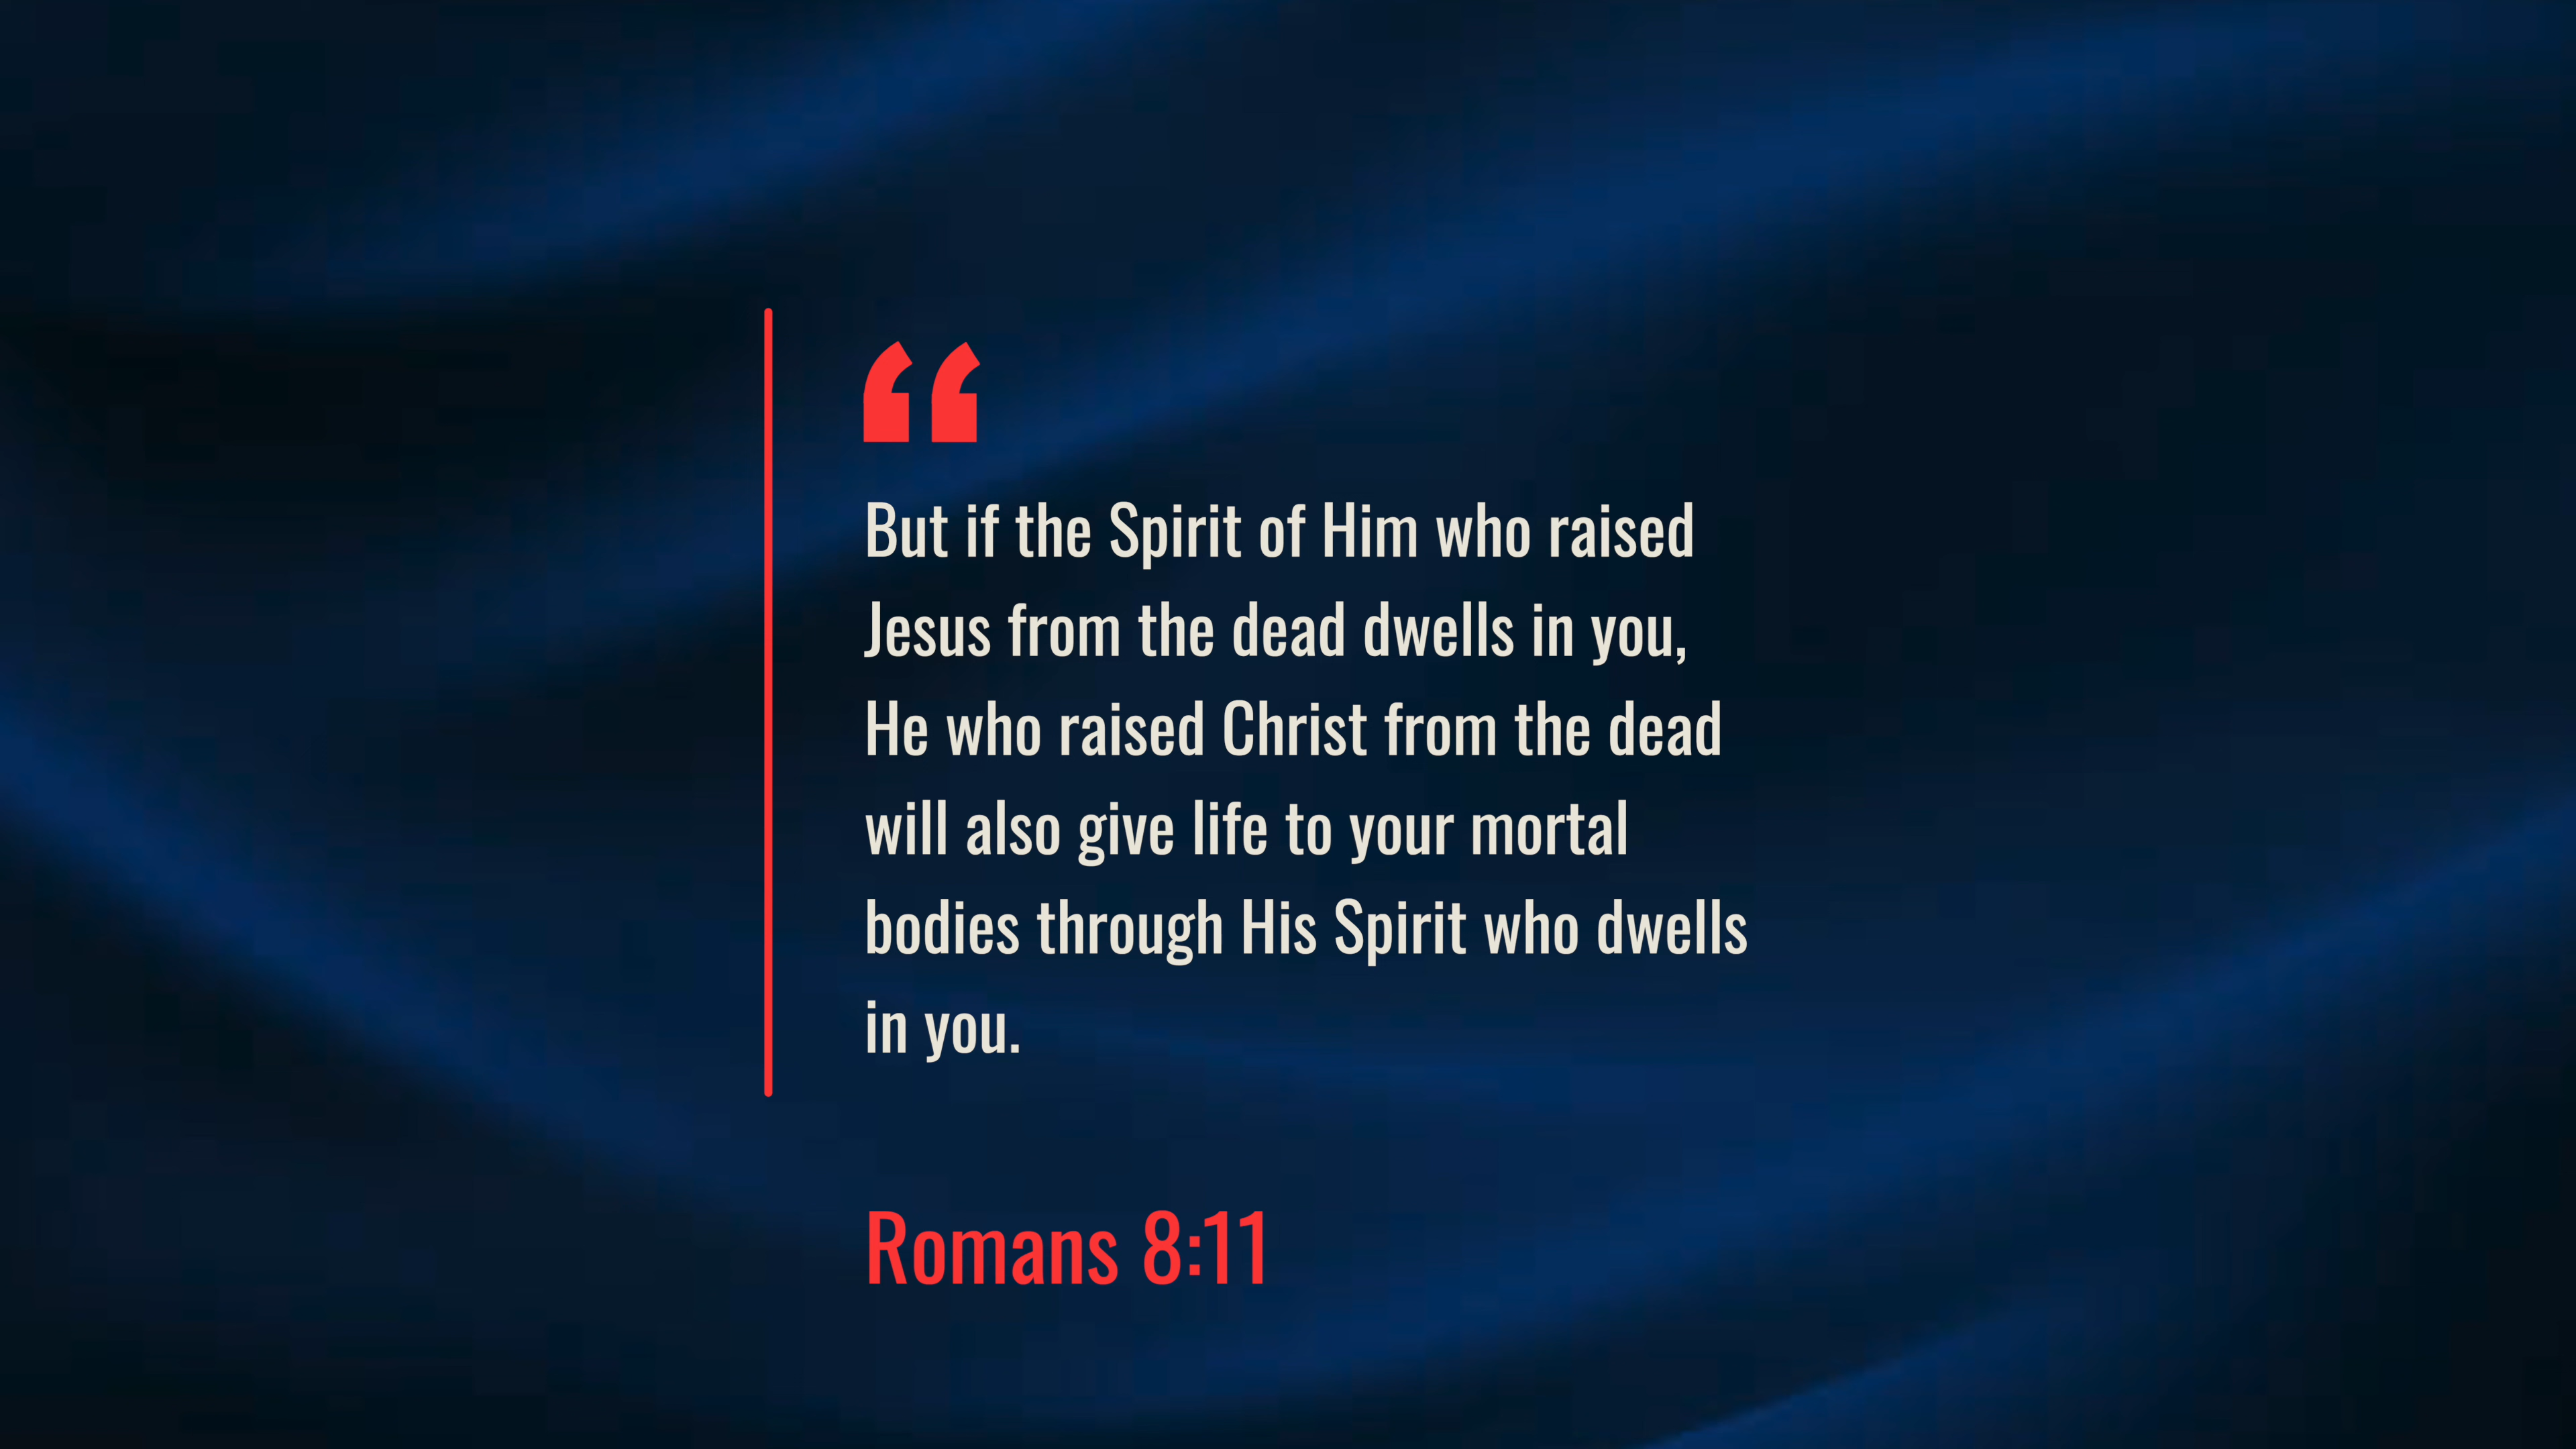 “
But if the Spirit of Him who raised
Jesus from the dead dwells in you,
He who raised Christ from the dead
will also give life to your mortal
bodies through His Spirit who dwells
in you.
Romans 8:11